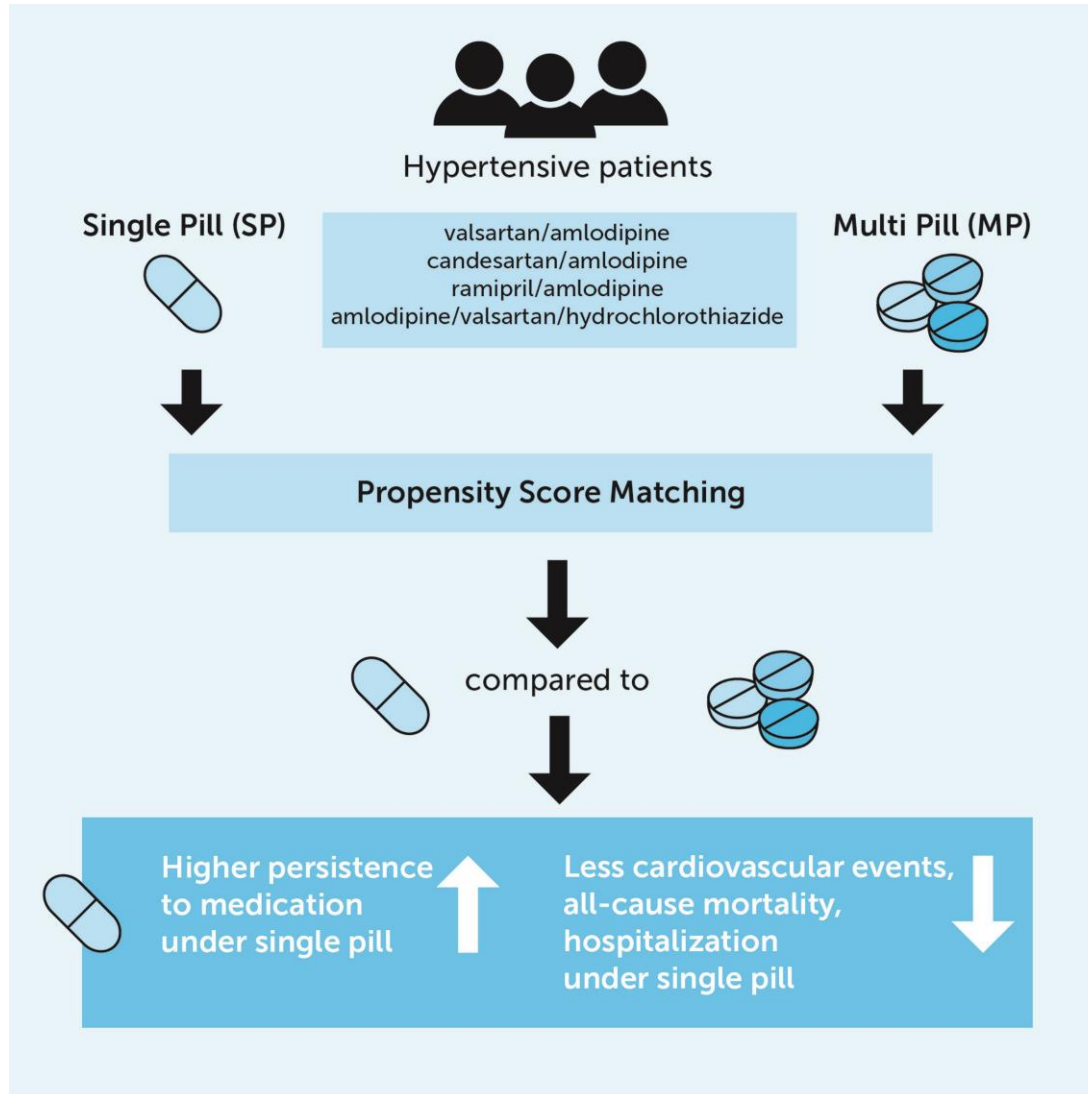 Hypertensive patients
Single Pill (SP)
valsartan/amlodipine
candesartan/amlodipine
ramipril/amlodipine
amlodipine/valsartan/hydrochlorothiazide
Multi Pill (MP)
Propensity Score Matching
compared to
Higher persistence
to medication
under single pill
Less cardiovascular events,
all-cause mortality,
hospitalization
under single pill